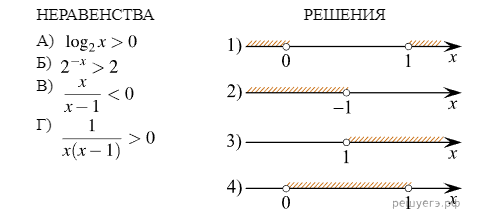 НЕРАВЕНСТВА РЕШЕНИЯ
А) log₂x > 0
Б) 2⁻ˣ > 2
В) x/(x − 1) < 0
Г) 1/(x(x − 1)) > 0
1) 0 1 x
2) −1 x
3) 1 x
4) 0 1 x
решуегэ.рф